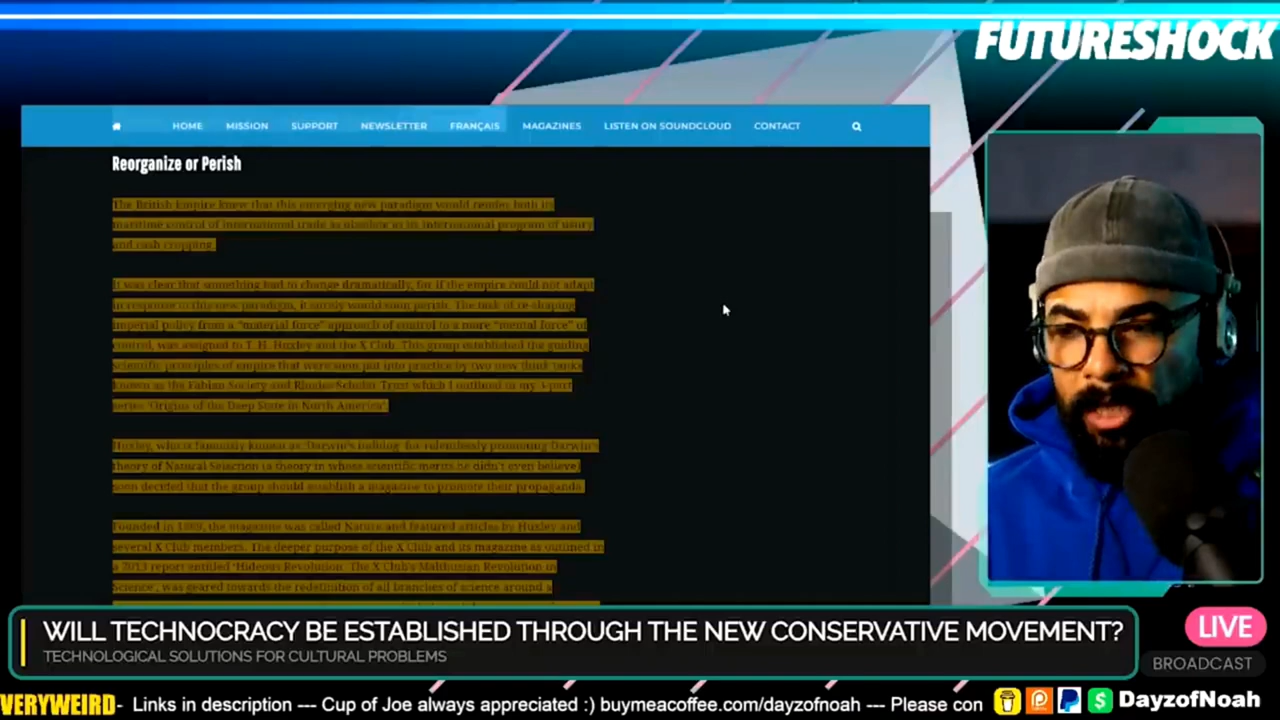 FUTURESHOCK
HOME MISSION SUPPORT NEWSLETTER FRANÇAIS MAGAZINES LISTEN ON SOUNDCLOUD CONTACT
Reorganize or Perish
The British Empire knew that this emerging new paradigm would render both its
maritime control of international trade as obsolete as its international program of usury
and cash cropping.
It was clear that something had to change dramatically, for if the empire could not adapt
in response to this new paradigm, it surely would soon perish. The task of re-shaping
imperial policy from a "material force" approach of control to a more "mental force" of
control, was assigned to T.H. Huxley and the X Club. This group established the guiding
scientific principles of empire that were soon put into practice by two new think tanks
known as the Fabian Society and Rhodes Scholar Trust which I outlined in my 3-part
series 'Origins of the Deep State in North America'.
Huxley, who is famously known as 'Darwin's bulldog' for relentlessly promoting Darwin's
theory of Natural Selection (a theory in whose scientific merits he didn't even believe)
soon decided that the group should establish a magazine to promote their propaganda.
Founded in 1869, the magazine was called Nature and featured articles by Huxley and
several X Club members. The deeper purpose of the X Club and its magazine as outlined in
a 2013 report entitled 'Hideous Revolution: The X Club's Malthusian Revolution in
Science', was geared towards the redefinition of all branches of science around a
WILL TECHNOCRACY BE ESTABLISHED THROUGH THE NEW CONSERVATIVE MOVEMENT?
TECHNOLOGICAL SOLUTIONS FOR CULTURAL PROBLEMS
LIVE
BROADCAST
VERYWEIRD- Links in description --- Cup of Joe always appreciated :) buymeacoffee.com/dayzofnoah --- Please con
DayzofNoah